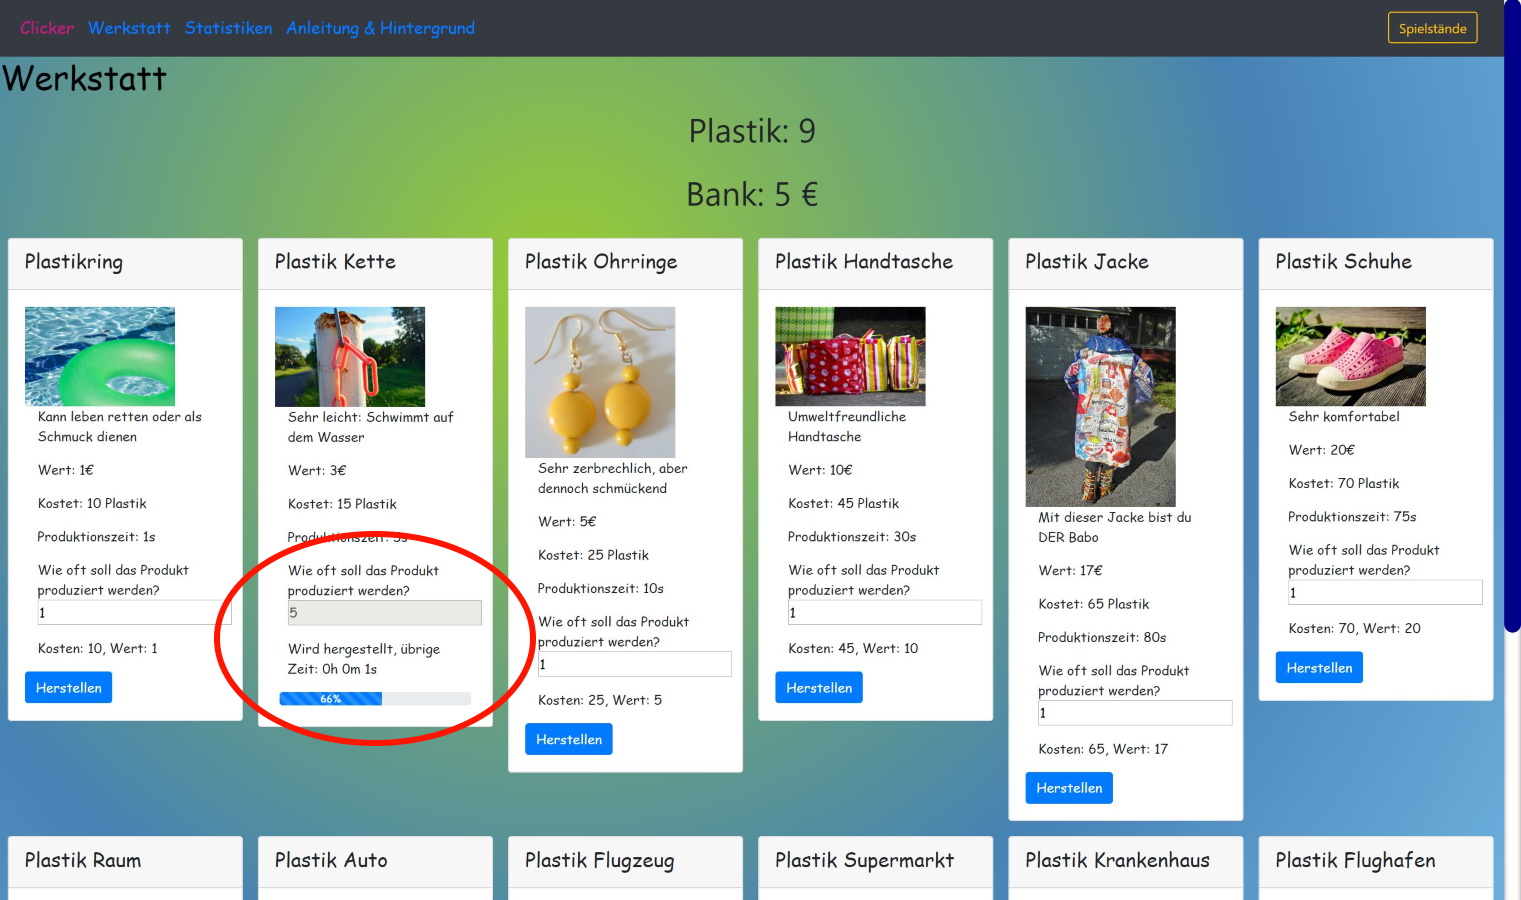 Clicker Werkstatt Statistiken Anleitung & Hintergrund Spielstände
Werkstatt
Plastik: 9
Bank: 5 €
Plastikring
Kann leben retten oder als
Schmuck dienen
Wert: 1€
Kostet: 10 Plastik
Produktionszeit: 1s
Wie oft soll das Produkt
produziert werden?
1
Kosten: 10, Wert: 1
Herstellen
Plastik Kette
Sehr leicht: Schwimmt auf
dem Wasser
Wert: 3€
Kostet: 15 Plastik
Produktionszeit: 5s
Wie oft soll das Produkt
produziert werden?
5
Wird hergestellt, übrige
Zeit: 0h 0m 1s
66%
Plastik Ohrringe
Sehr zerbrechlich, aber
dennoch schmückend
Wert: 5€
Kostet: 25 Plastik
Produktionszeit: 10s
Wie oft soll das Produkt
produziert werden?
1
Kosten: 25, Wert: 5
Herstellen
Plastik Handtasche
Umweltfreundliche
Handtasche
Wert: 10€
Kostet: 45 Plastik
Produktionszeit: 30s
Wie oft soll das Produkt
produziert werden?
1
Kosten: 45, Wert: 10
Herstellen
Plastik Jacke
Mit dieser Jacke bist du
DER Babo
Wert: 17€
Kostet: 65 Plastik
Produktionszeit: 80s
Wie oft soll das Produkt
produziert werden?
1
Kosten: 65, Wert: 17
Herstellen
Plastik Schuhe
Sehr komfortabel
Wert: 20€
Kostet: 70 Plastik
Produktionszeit: 75s
Wie oft soll das Produkt
produziert werden?
1
Kosten: 70, Wert: 20
Herstellen
Plastik Raum
Plastik Auto
Plastik Flugzeug
Plastik Supermarkt
Plastik Krankenhaus
Plastik Flughafen